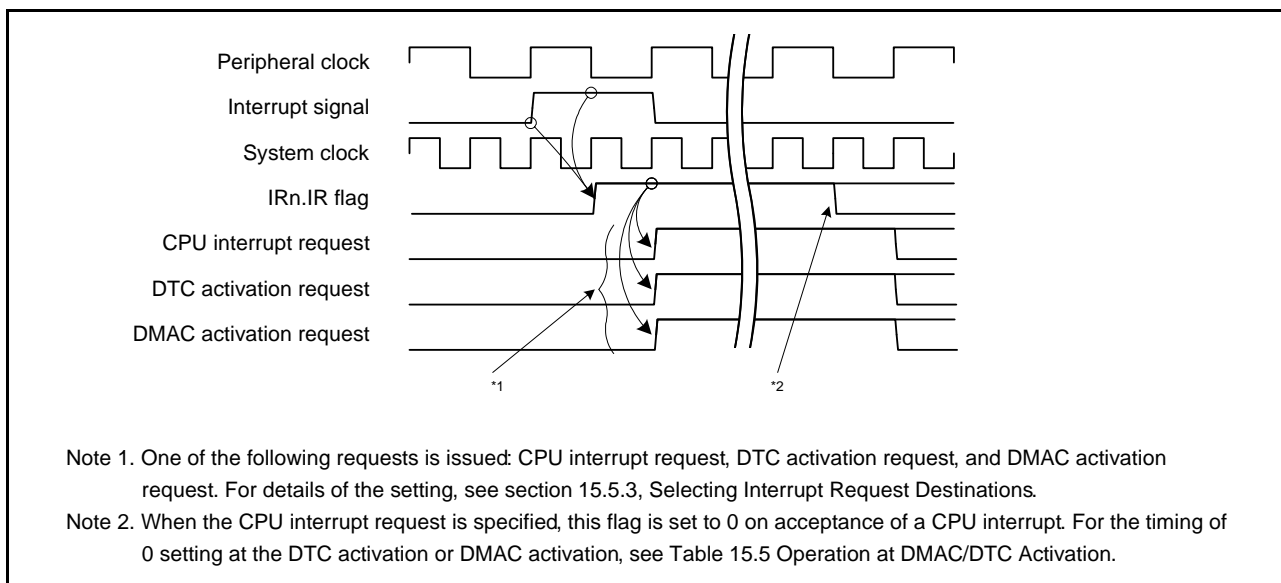 Peripheral clock
Interrupt signal
System clock
IRn.IR flag
CPU interrupt request
DTC activation request
DMAC activation request
*1
*2
Note 1. One of the following requests is issued: CPU interrupt request, DTC activation request, and DMAC activation
request. For details of the setting, see section 15.5.3, Selecting Interrupt Request Destinations.
Note 2. When the CPU interrupt request is specified, this flag is set to 0 on acceptance of a CPU interrupt. For the timing of
0 setting at the DTC activation or DMAC activation, see Table 15.5 Operation at DMAC/DTC Activation.